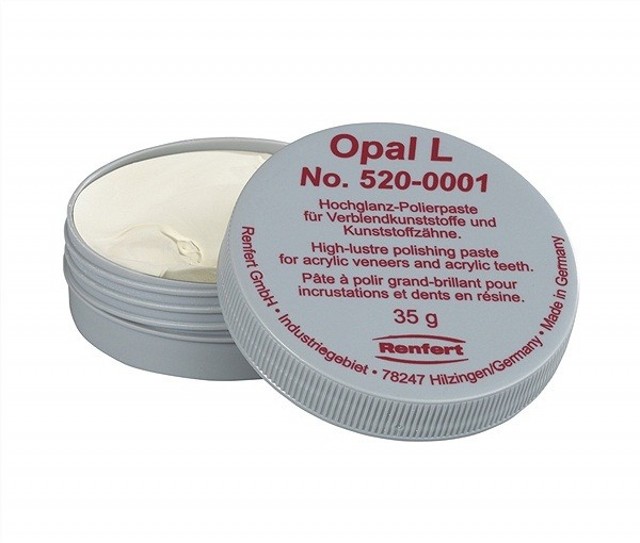 Opal L
No. 520-0001
Hochglanz-Polierpaste
für Verblendkunststoffe und
Kunststoffzähne.
High-lustre polishing paste
for acrylic veneers and acrylic teeth.
Pâte à polir grand-brillant pour
incrustations et dents en résine.
35 g
Renfert
Renfert GmbH • Industriegebiet • 78247 Hilzingen/Germany • Made in Germany